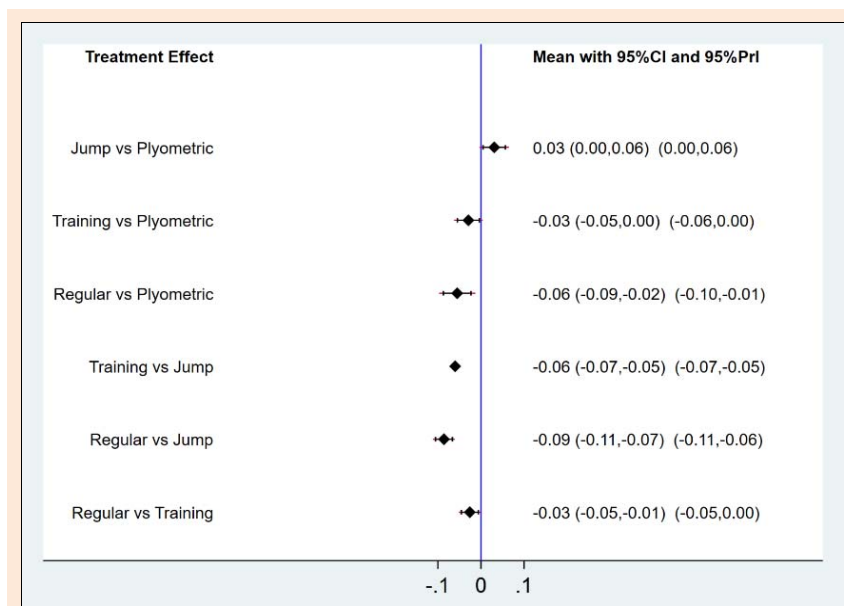 Treatment Effect Mean with 95%CI and 95%PrI
Jump vs Plyometric 0.03 (0.00,0.06) (0.00,0.06)
Training vs Plyometric -0.03 (-0.05,0.00) (-0.06,0.00)
Regular vs Plyometric -0.06 (-0.09,-0.02) (-0.10,-0.01)
Training vs Jump -0.06 (-0.07,-0.05) (-0.07,-0.05)
Regular vs Jump -0.09 (-0.11,-0.07) (-0.11,-0.06)
Regular vs Training -0.03 (-0.05,-0.01) (-0.05,0.00)
-.1 0 .1